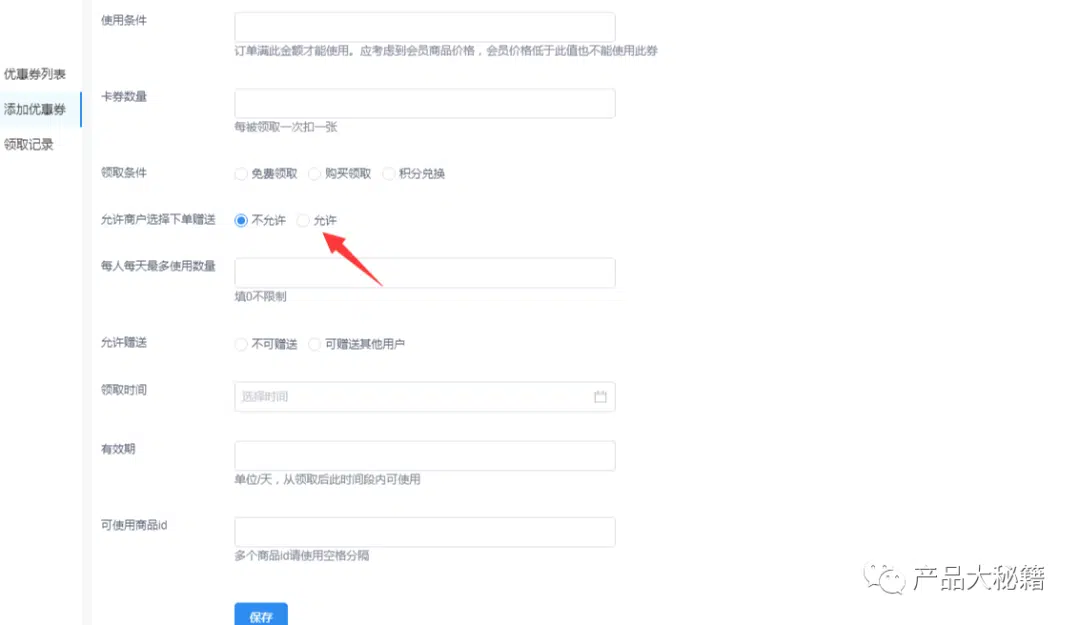 使用条件
订单满此金额才能使用。应考虑到会员商品价格，会员价格低于此值也不能使用此券
优惠券列表
添加优惠券
领取记录
卡券数量
每被领取一次扣一张
领取条件 免费领取 购买领取 积分兑换
允许商户选择下单赠送 不允许 允许
每人每天最多使用数量
填0不限制
允许赠送 不可赠送 可赠送其他用户
领取时间 选择时间
有效期
单位/天，从领取后此时间段内可使用
可使用商品id
多个商品id请使用空格分隔
保存
产品大秘籍